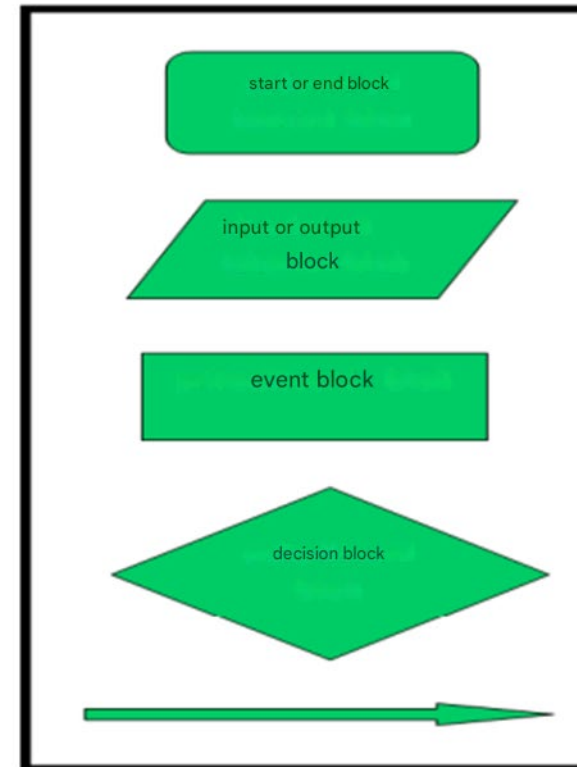 start or end block
input or output
block
event block
decision block